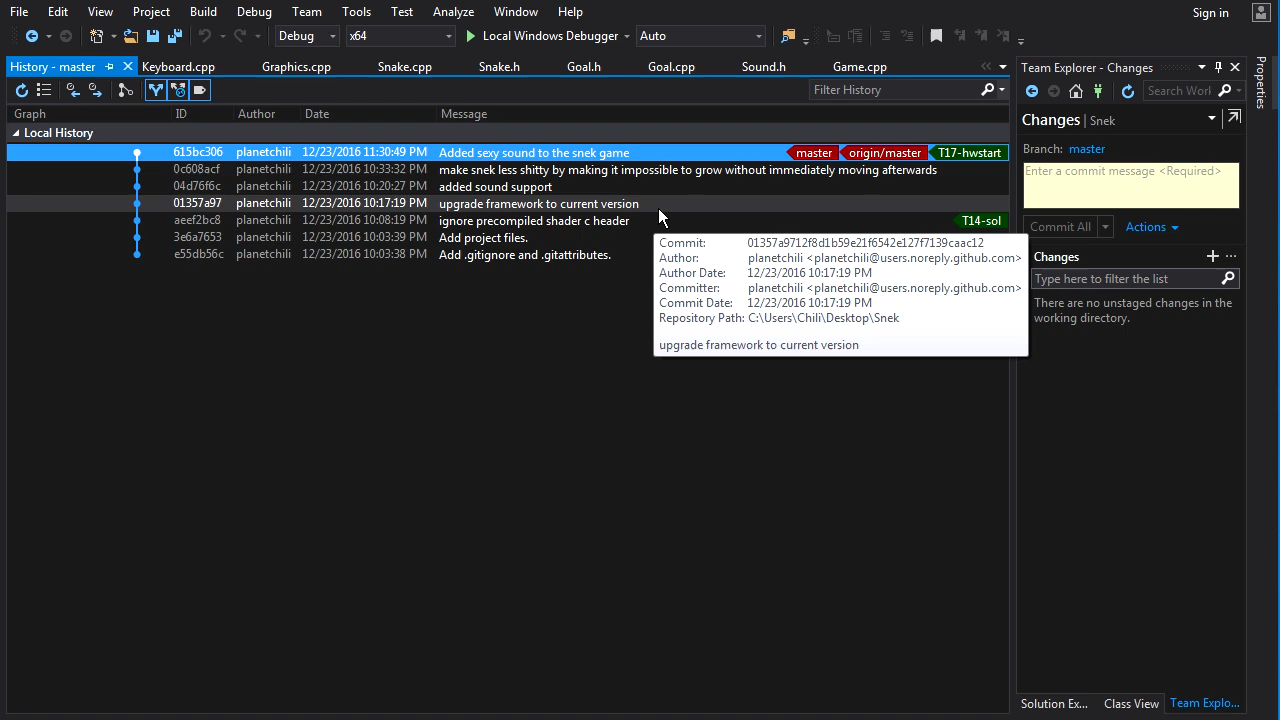 File Edit View Project Build Debug Team Tools Test Analyze Window Help Sign in
Debug x64 Local Windows Debugger Auto
History - master Keyboard.cpp Graphics.cpp Snake.cpp Snake.h Goal.h Goal.cpp Sound.h Game.cpp
Filter History
Graph ID Author Date Message
Local History
615bc306 planetchili 12/23/2016 11:30:49 PM Added sexy sound to the snek game master origin/master T17-hwstart
0c608acf planetchili 12/23/2016 10:33:32 PM make snek less shitty by making it impossible to grow without immediately moving afterwards
04d76f6c planetchili 12/23/2016 10:20:27 PM added sound support
01357a97 planetchili 12/23/2016 10:17:19 PM upgrade framework to current version
aeef2bc8 planetchili 12/23/2016 10:08:19 PM ignore precompiled shader c header T14-sol
3e6a7653 planetchili 12/23/2016 10:03:39 PM Add project files.
e55db56c planetchili 12/23/2016 10:03:38 PM Add .gitignore and .gitattributes.
Commit: 01357a9712f8d1b59e21f6542e127f7139caac12
Author: planetchili <planetchili@users.noreply.github.com>
Author Date: 12/23/2016 10:17:19 PM
Committer: planetchili <planetchili@users.noreply.github.com>
Commit Date: 12/23/2016 10:17:19 PM
Repository Path: C:\Users\Chili\Desktop\Snek
upgrade framework to current version
Team Explorer - Changes
Search Worl
Changes | Snek
Branch: master
Enter a commit message <Required>
Commit All Actions
Changes
Type here to filter the list
There are no unstaged changes in the
working directory.
Solution Ex... Class View Team Explo...
Properties